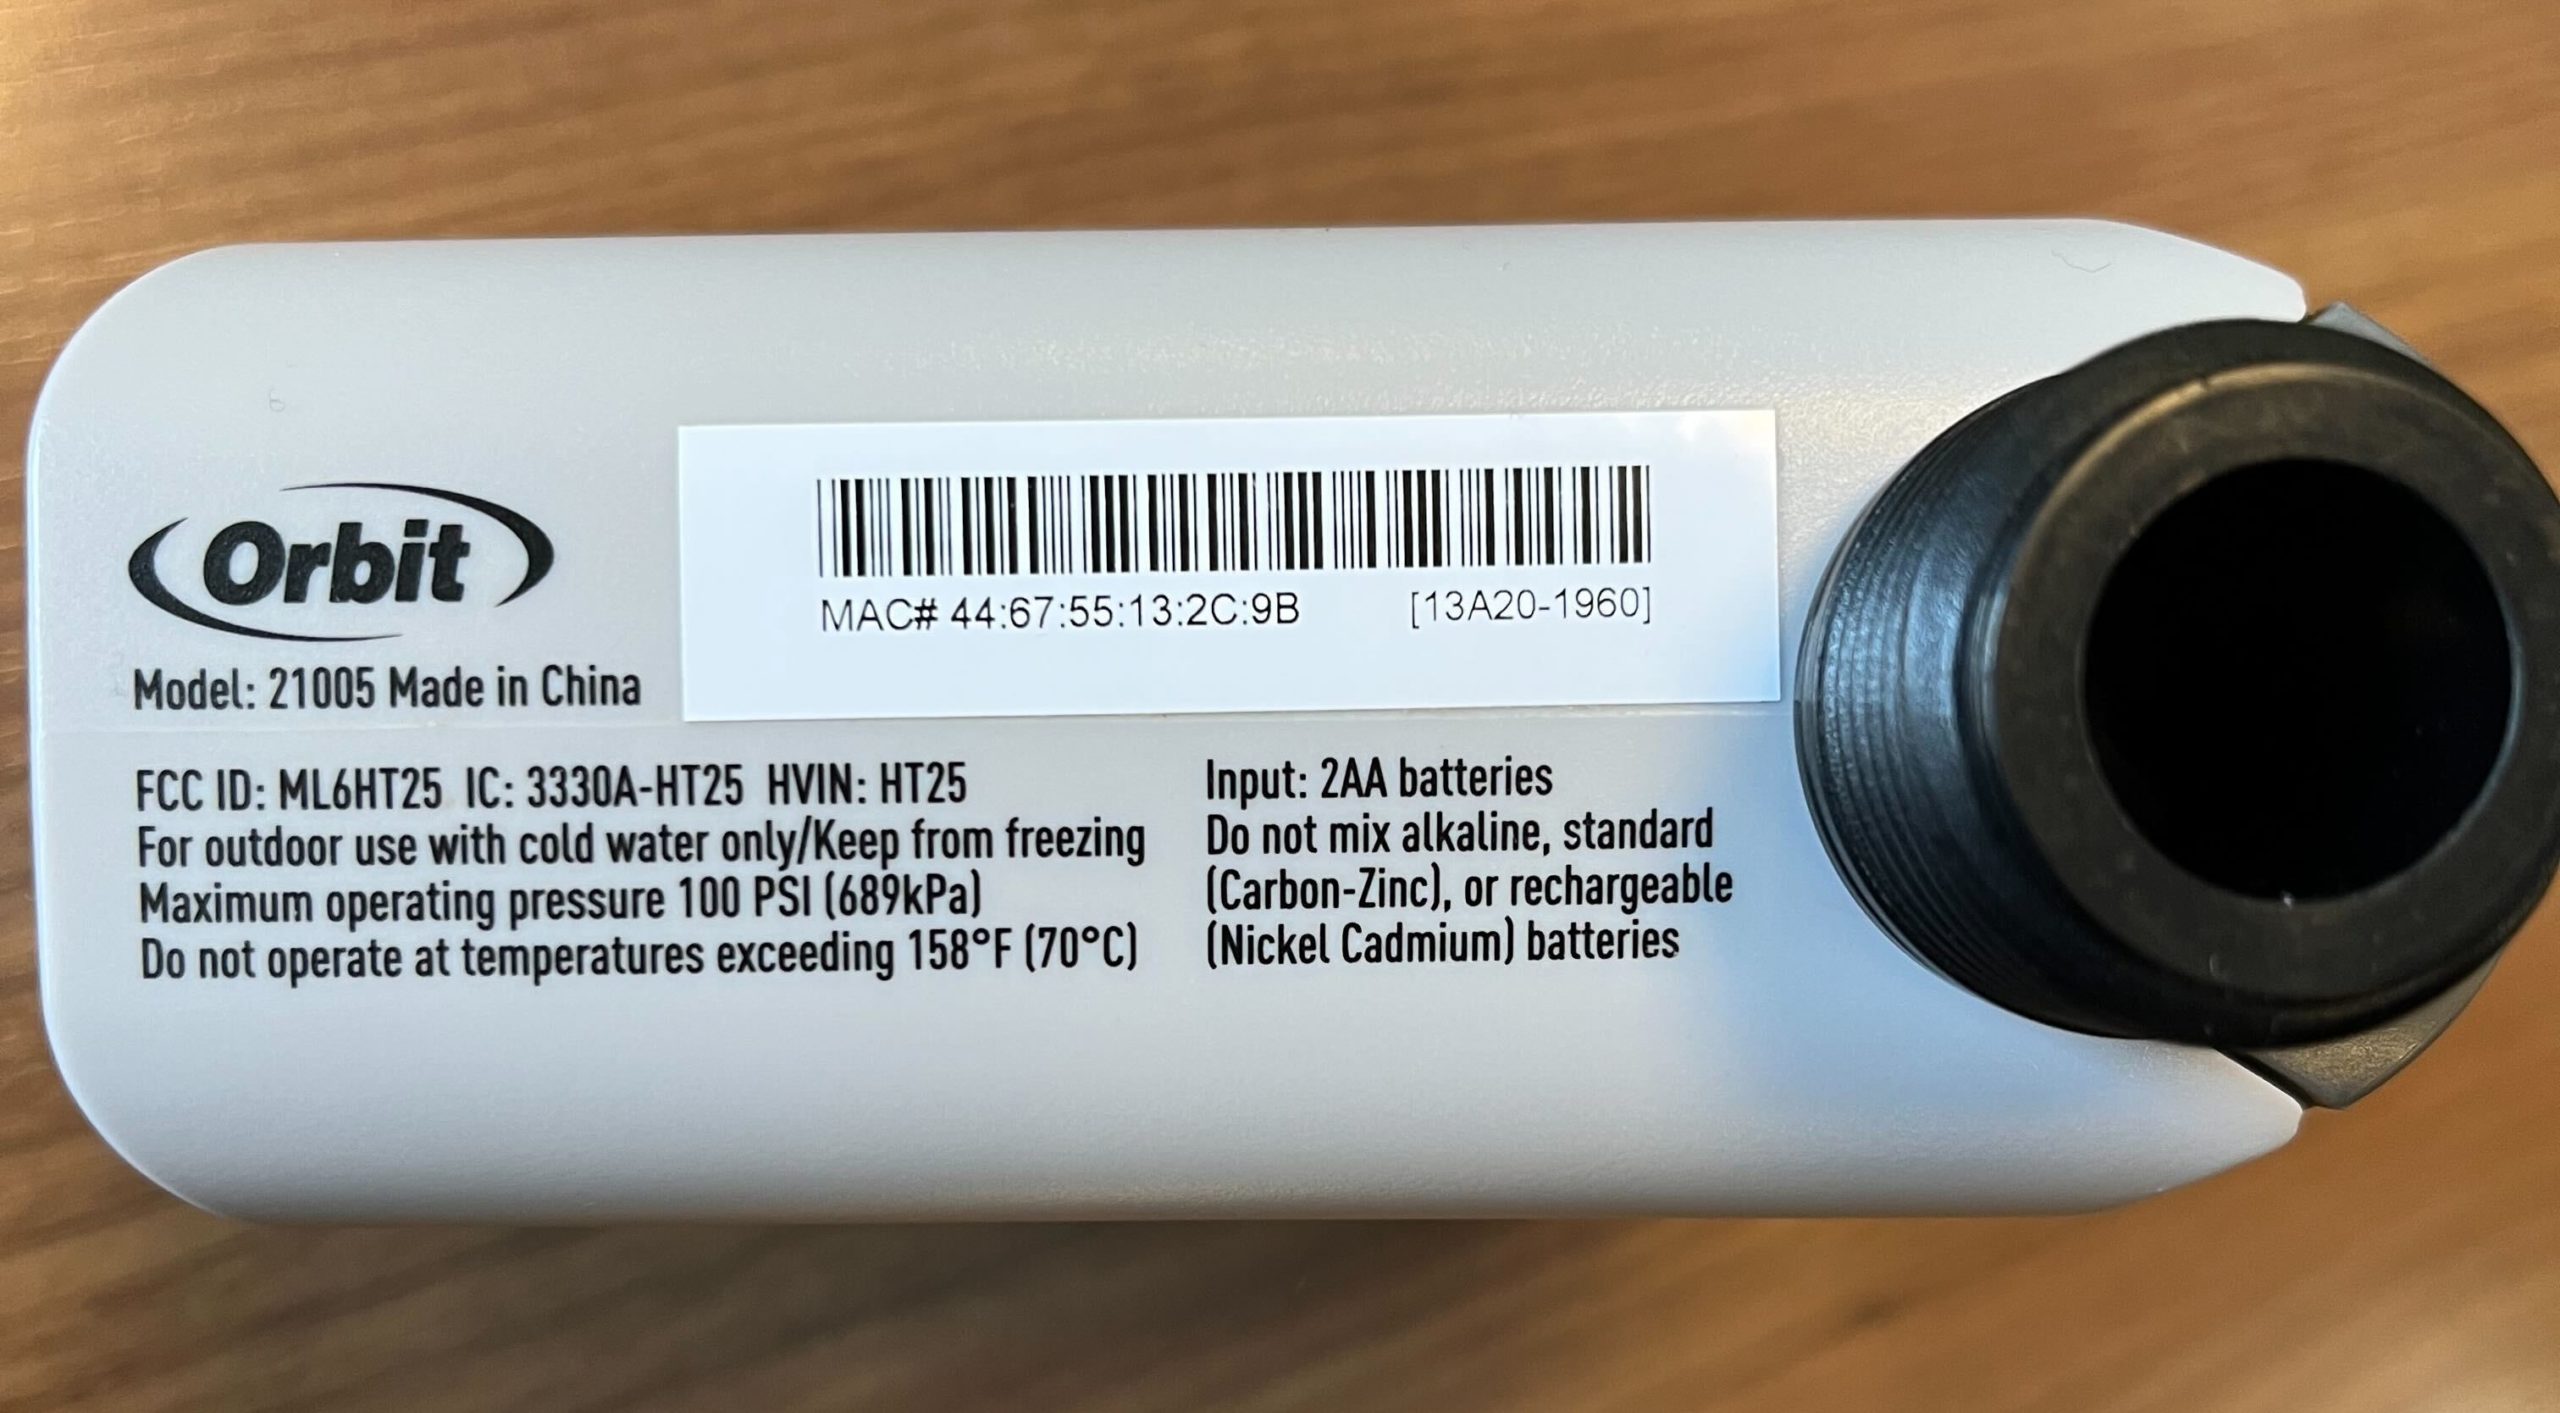 Orbit
Model: 21005 Made in China
MAC# 44:67:55:13:2C:9B [13A20-1960]
FCC ID: ML6HT25 IC: 3330A-HT25 HVIN: HT25
For outdoor use with cold water only/Keep from freezing
Maximum operating pressure 100 PSI (689kPa)
Do not operate at temperatures exceeding 158°F (70°C)
Input: 2AA batteries
Do not mix alkaline, standard
(Carbon-Zinc), or rechargeable
(Nickel Cadmium) batteries